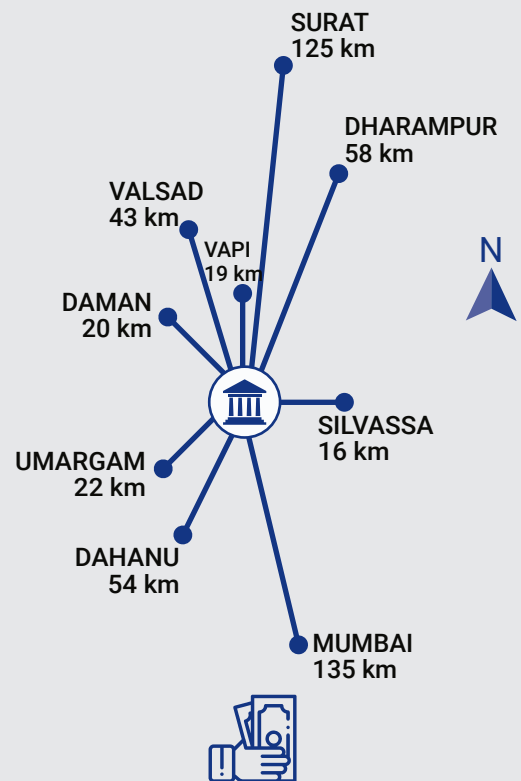 SURAT
125 km
DHARAMPUR
58 km
VALSAD
43 km
VAPI
19 km
N
DAMAN
20 km
SILVASSA
16 km
UMARGAM
22 km
DAHANU
54 km
MUMBAI
135 km